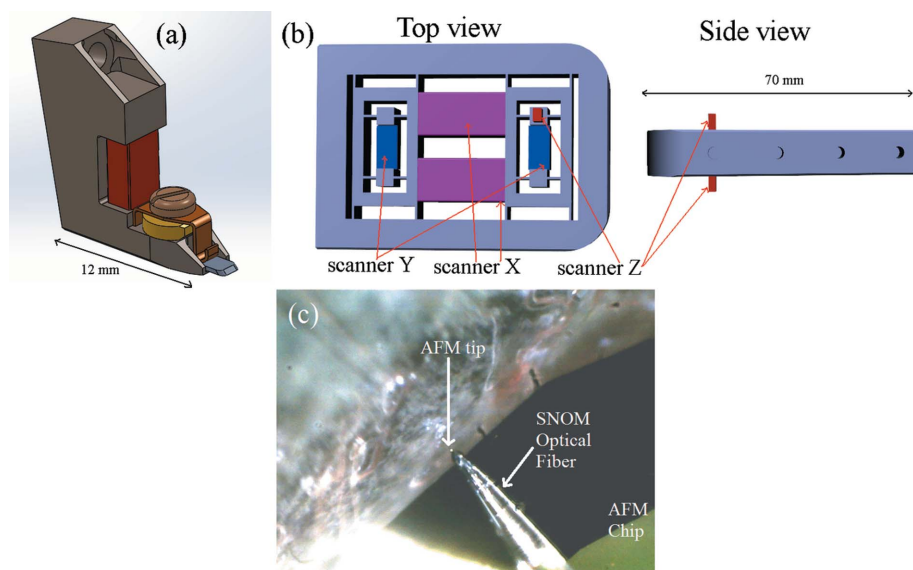 (a)
12 mm
(b)
Top view
scanner Y
scanner X
scanner Z
Side view
70 mm
(c)
AFM tip
SNOM
Optical
Fiber
AFM
Chip